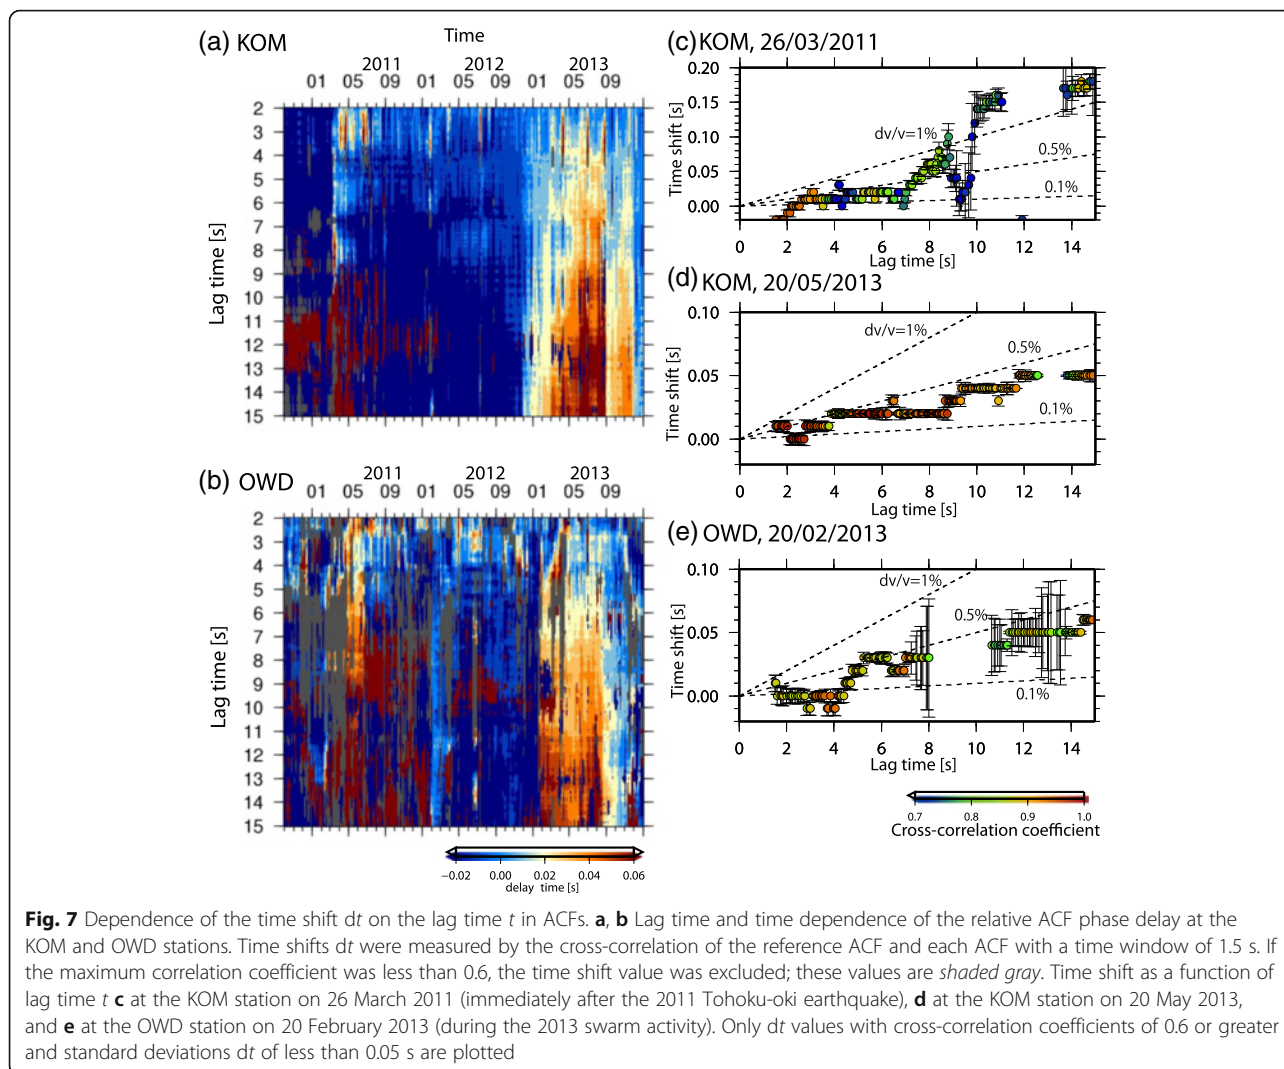 (a) KOM
Time
2011 2012 2013
01 05 09 01 05 09 01 05 09
2
3
4
5
6
7
8
9
10
11
12
13
14
15
Lag time [s]
(b) OWD
2011 2012 2013
01 05 09 01 05 09 01 05 09
2
3
4
5
6
7
8
9
10
11
12
13
14
15
Lag time [s]
−0.02 0.00 0.02 0.04 0.06
delay time [s]
(c) KOM, 26/03/2011
0.20
0.15
0.10
0.05
0.00
Time shift [s]
dv/v=1%
0.5%
0.1%
0 2 4 6 8 10 12 14
Lag time [s]
(d) KOM, 20/05/2013
0.10
0.05
0.00
Time shift [s]
dv/v=1%
0.5%
0.1%
0 2 4 6 8 10 12 14
Lag time [s]
(e) OWD, 20/02/2013
0.10
0.05
0.00
Time shift [s]
dv/v=1%
0.5%
0.1%
0 2 4 6 8 10 12 14
Lag time [s]
0.7 0.8 0.9 1.0
Cross-correlation coefficient
Fig. 7 Dependence of the time shift dt on the lag time t in ACFs. a, b Lag time and time dependence of the relative ACF phase delay at the
KOM and OWD stations. Time shifts dt were measured by the cross-correlation of the reference ACF and each ACF with a time window of 1.5 s. If
the maximum correlation coefficient was less than 0.6, the time shift value was excluded; these values are shaded gray. Time shift as a function of
lag time t c at the KOM station on 26 March 2011 (immediately after the 2011 Tohoku-oki earthquake), d at the KOM station on 20 May 2013,
and e at the OWD station on 20 February 2013 (during the 2013 swarm activity). Only dt values with cross-correlation coefficients of 0.6 or greater
and standard deviations dt of less than 0.05 s are plotted